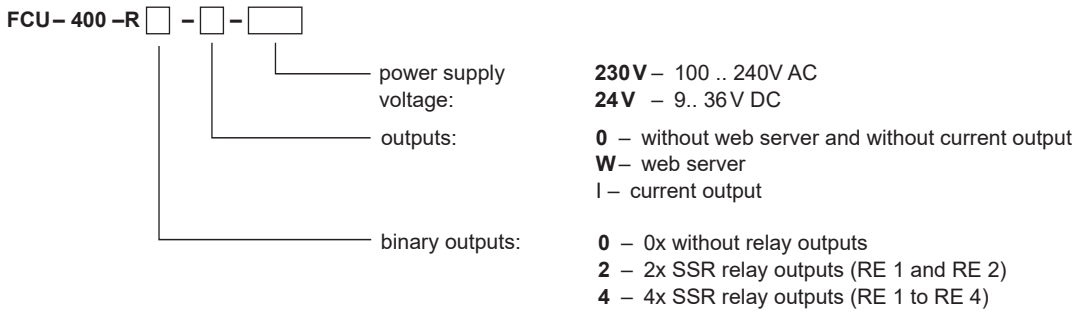 FCU – 400 –R – –
power supply 230 V – 100 .. 240V AC
voltage: 24 V – 9.. 36 V DC
outputs: 0 – without web server and without current output
W – web server
I – current output
binary outputs: 0 – 0x without relay outputs
2 – 2x SSR relay outputs (RE 1 and RE 2)
4 – 4x SSR relay outputs (RE 1 to RE 4)